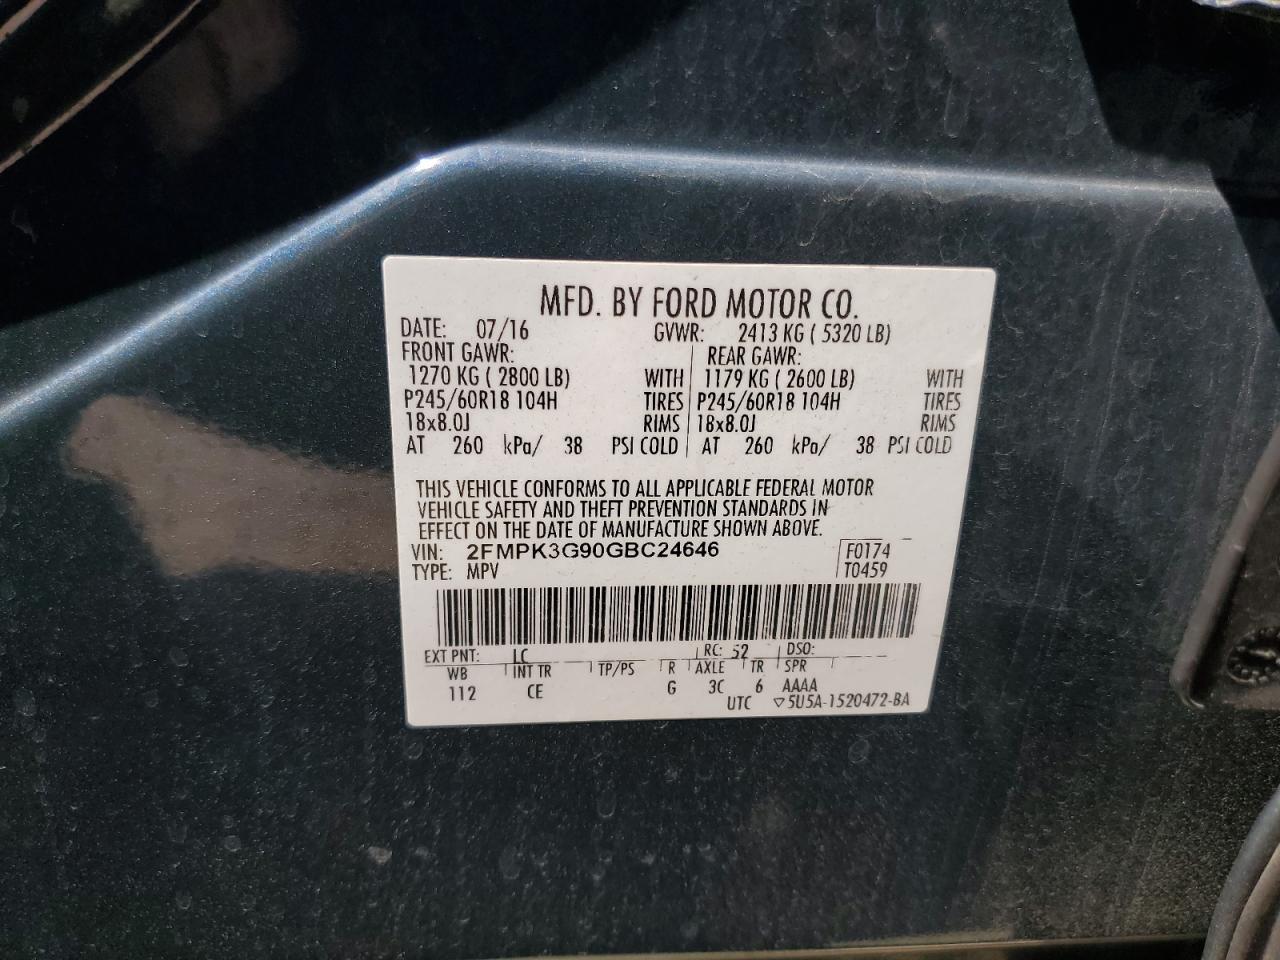 MFD. BY FORD MOTOR CO.
DATE: 07/16 GVWR: 2413 KG ( 5320 LB)
FRONT GAWR: REAR GAWR:
1270 KG ( 2800 LB) WITH 1179 KG ( 2600 LB) WITH
P245/60R18 104H TIRES P245/60R18 104H TIRES
18x8.0J RIMS 18x8.0J RIMS
AT 260 kPa/ 38 PSI COLD AT 260 kPa/ 38 PSI COLD
THIS VEHICLE CONFORMS TO ALL APPLICABLE FEDERAL MOTOR
VEHICLE SAFETY AND THEFT PREVENTION STANDARDS IN
EFFECT ON THE DATE OF MANUFACTURE SHOWN ABOVE.
VIN: 2FMPK3G90GBC24646 F0174
TYPE: MPV T0459
EXT PNT: LC RC: 52 DSO:
WB INT TR TP/PS R AXLE TR SPR
112 CE G 3C 6 AAAA
UTC ▽5U5A-1520472-BA